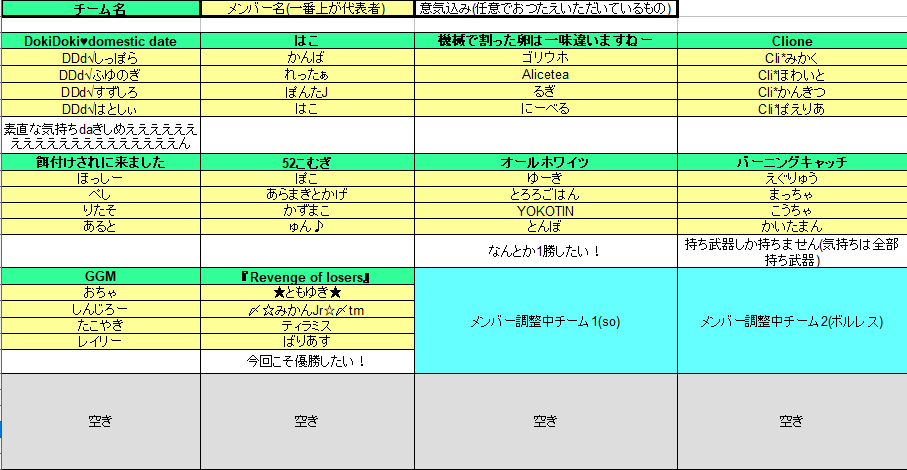 チーム名
メンバー名(一番上が代表者)
意気込み(任意でおつたえいただいているもの)
DokiDoki♥domestic date
はこ
機械で割った卵は一味違いますねー
Clione
DDd√しっぽら
かんば
ゴリウホ
Cli*みかく
DDd√ふゆのぎ
れったぁ
Alicetea
Cli*ほわいと
DDd√すずしろ
ぽんたJ
るぎ
Cli*かんきつ
DDd√はとしぃ
はこ
にーべる
Cli*ぱえりあ
素直な気持ちdaぎしめええええええ
ええええええええええええええん
餌付けされに来ました
52こむぎ
オールホワイツ
バーニングキャッチ
ほっしー
ぽこ
ゆーき
えぐりゅう
ぺし
あらまきとかげ
とろろごはん
まっちゃ
りたそ
かずまこ
YOKOTIN
こうちゃ
あると
ゅん♪
とんぼ
かいたまん
なんとか1勝したい！
持ち武器しか持ちません(気持ちは全部
持ち武器)
GGM
『Revenge of losers』
おちゃ
★ともゆき★
しんじろー
〆☆みかんJr☆〆tm
たこやき
ティラミス
レイリー
ぱりあす
今回こそ優勝したい！
メンバー調整中チーム1(so)
メンバー調整中チーム2(ボルレス)
空き
空き
空き
空き